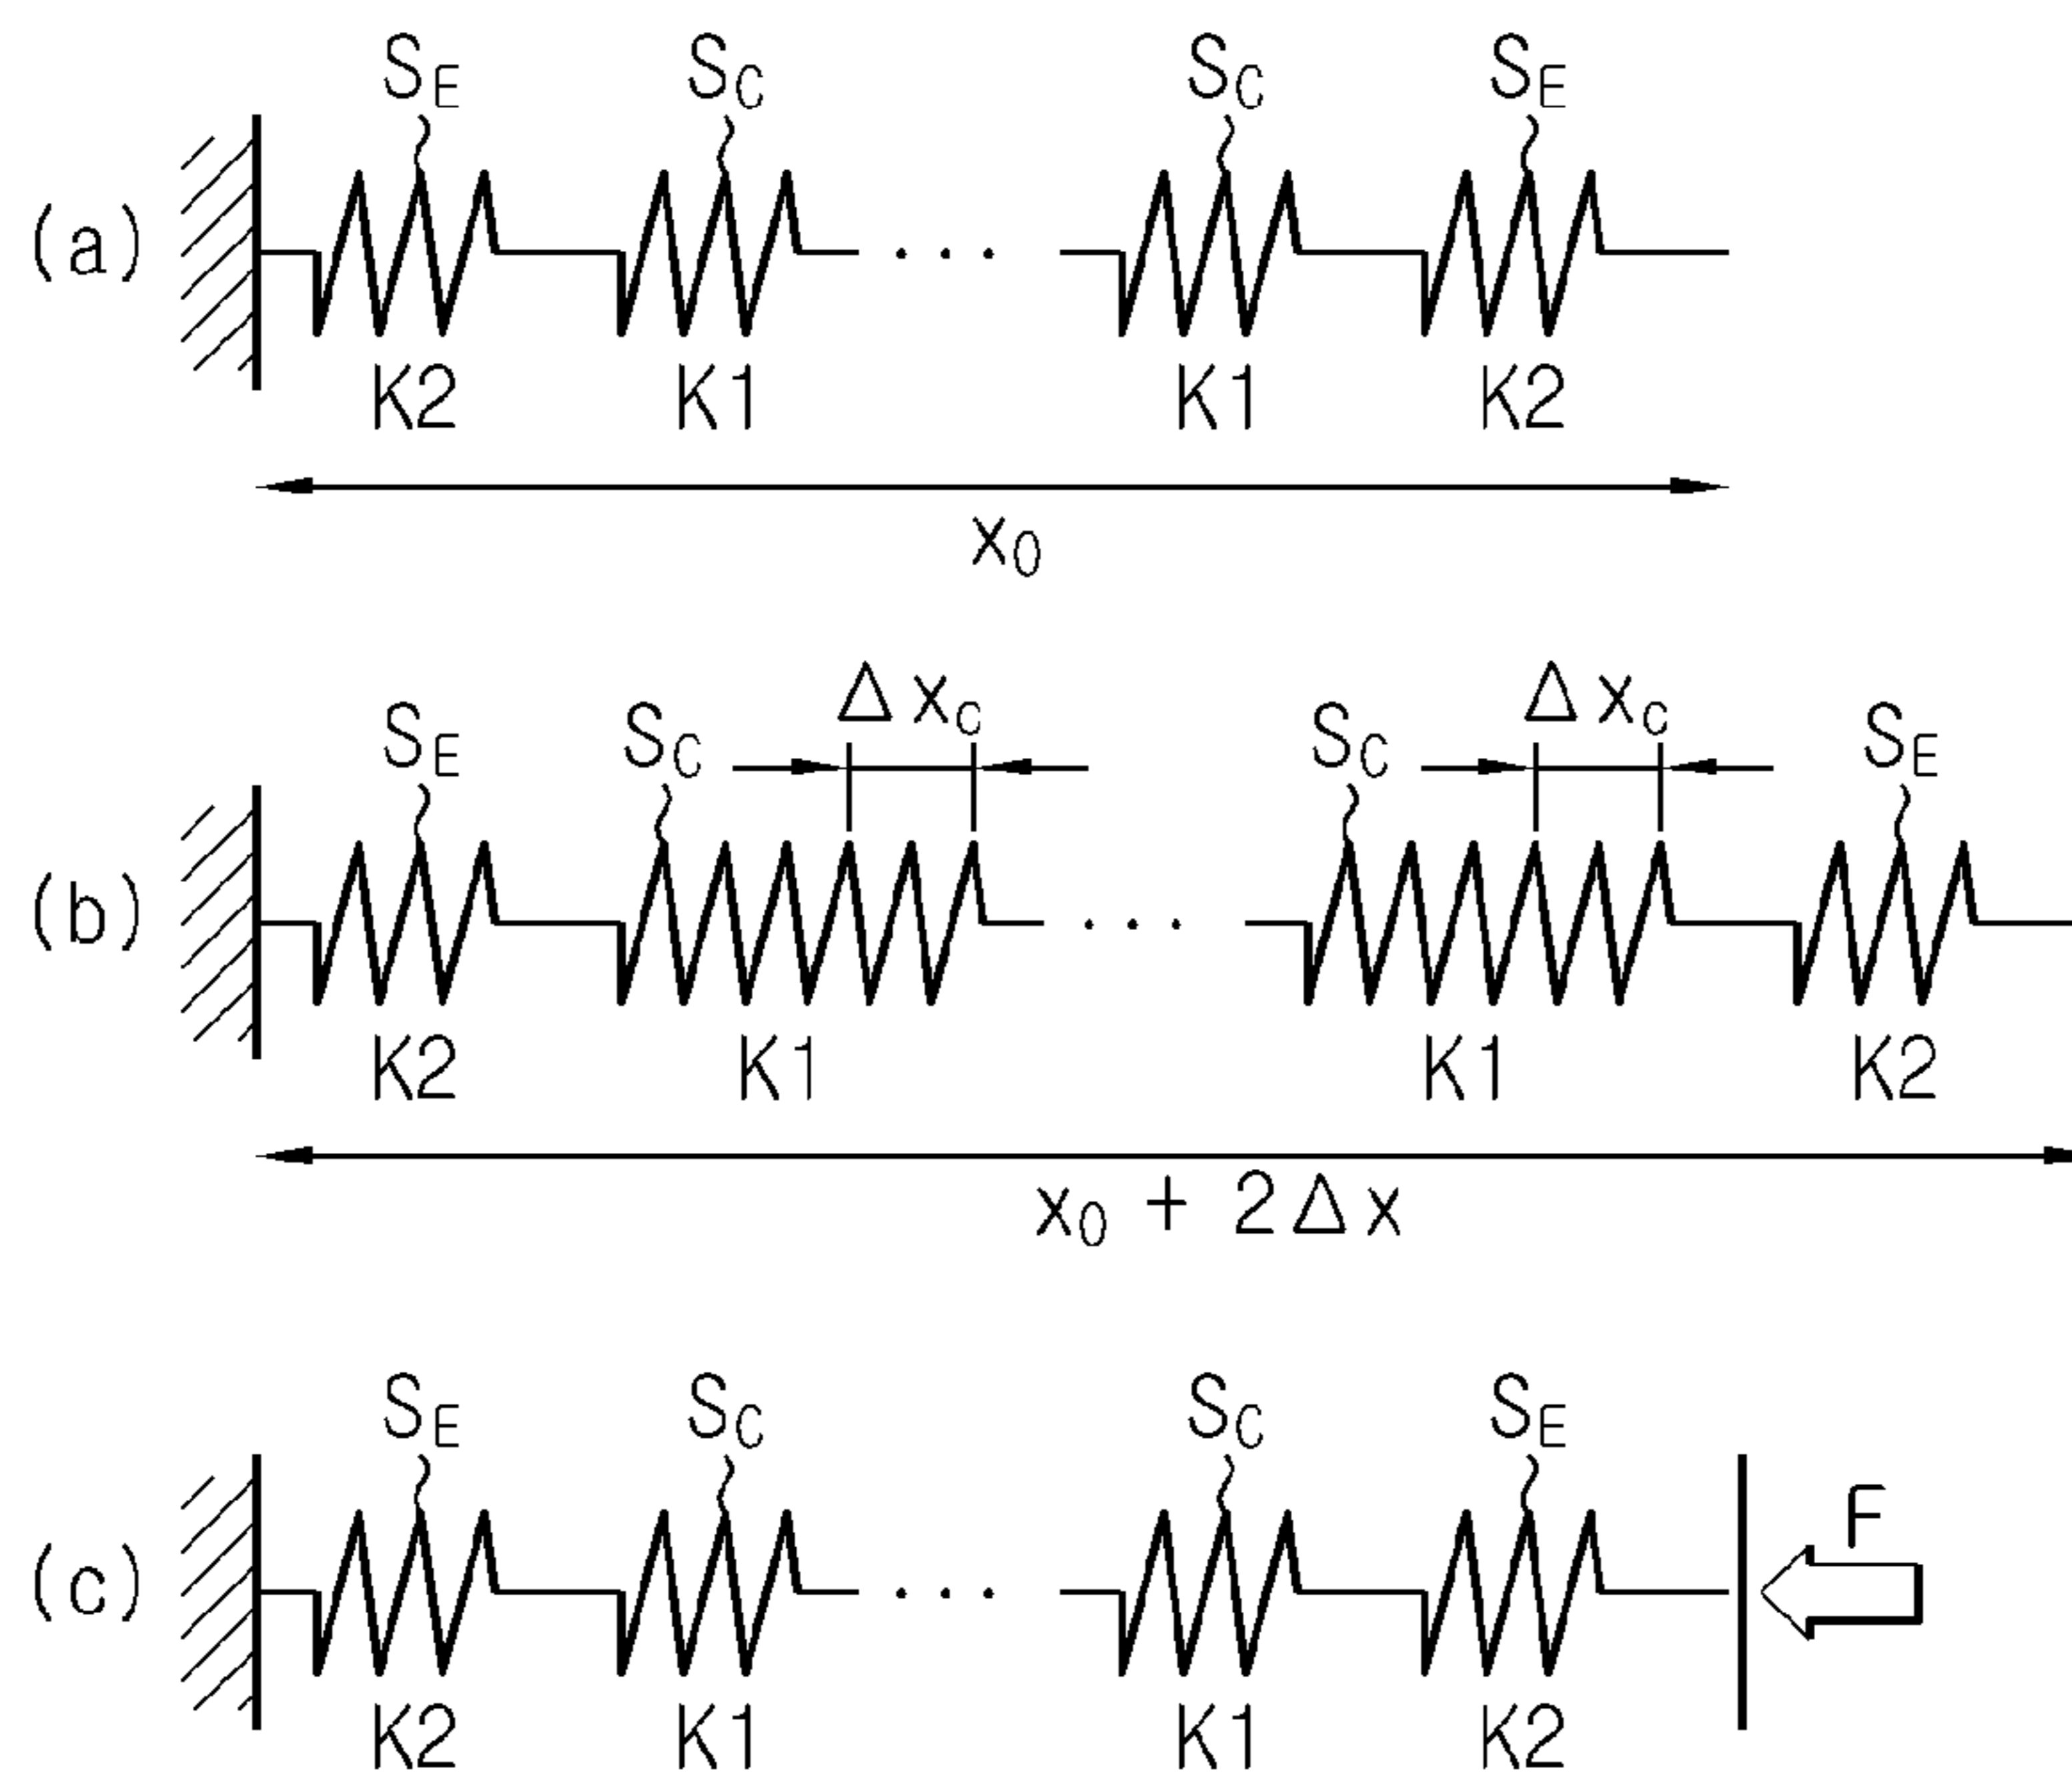 S_E S_C S_C S_E
(a)
K2 K1 ... K1 K2
x_0
Δx_c Δx_c
S_E S_C S_C S_E
(b)
K2 K1 ... K1 K2
x_0 + 2Δx
S_E S_C S_C S_E
F
(c)
K2 K1 ... K1 K2